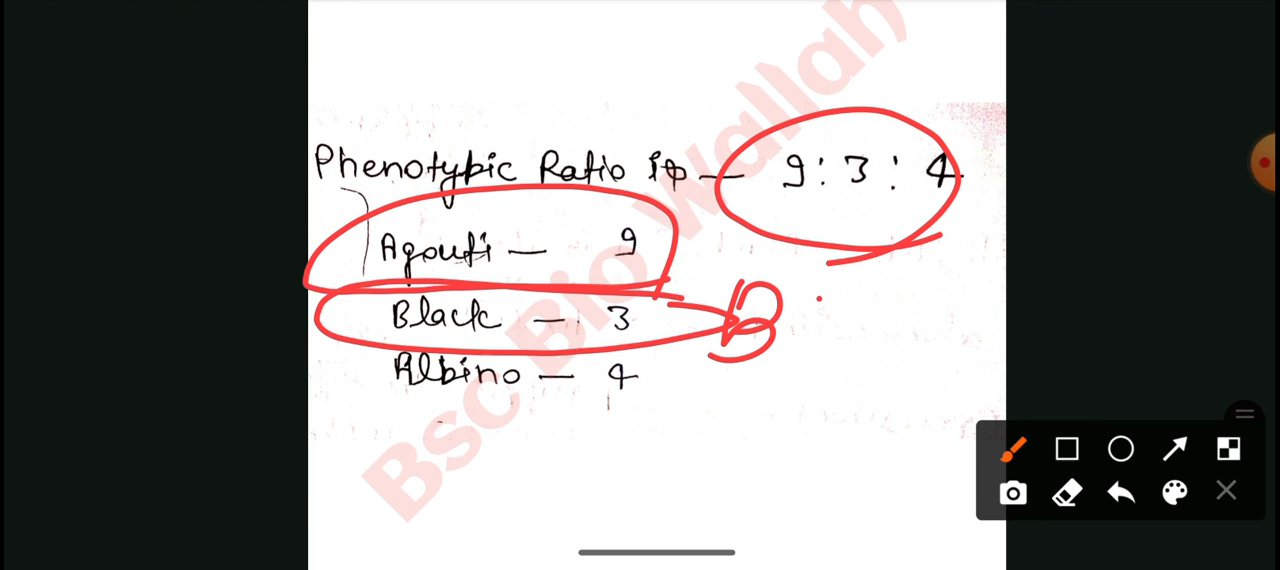 Phenotypic Ratio is — 9:3:4
Agouti — 9
Black — 3
B
Albino — 4
Bsc Bio Wallah